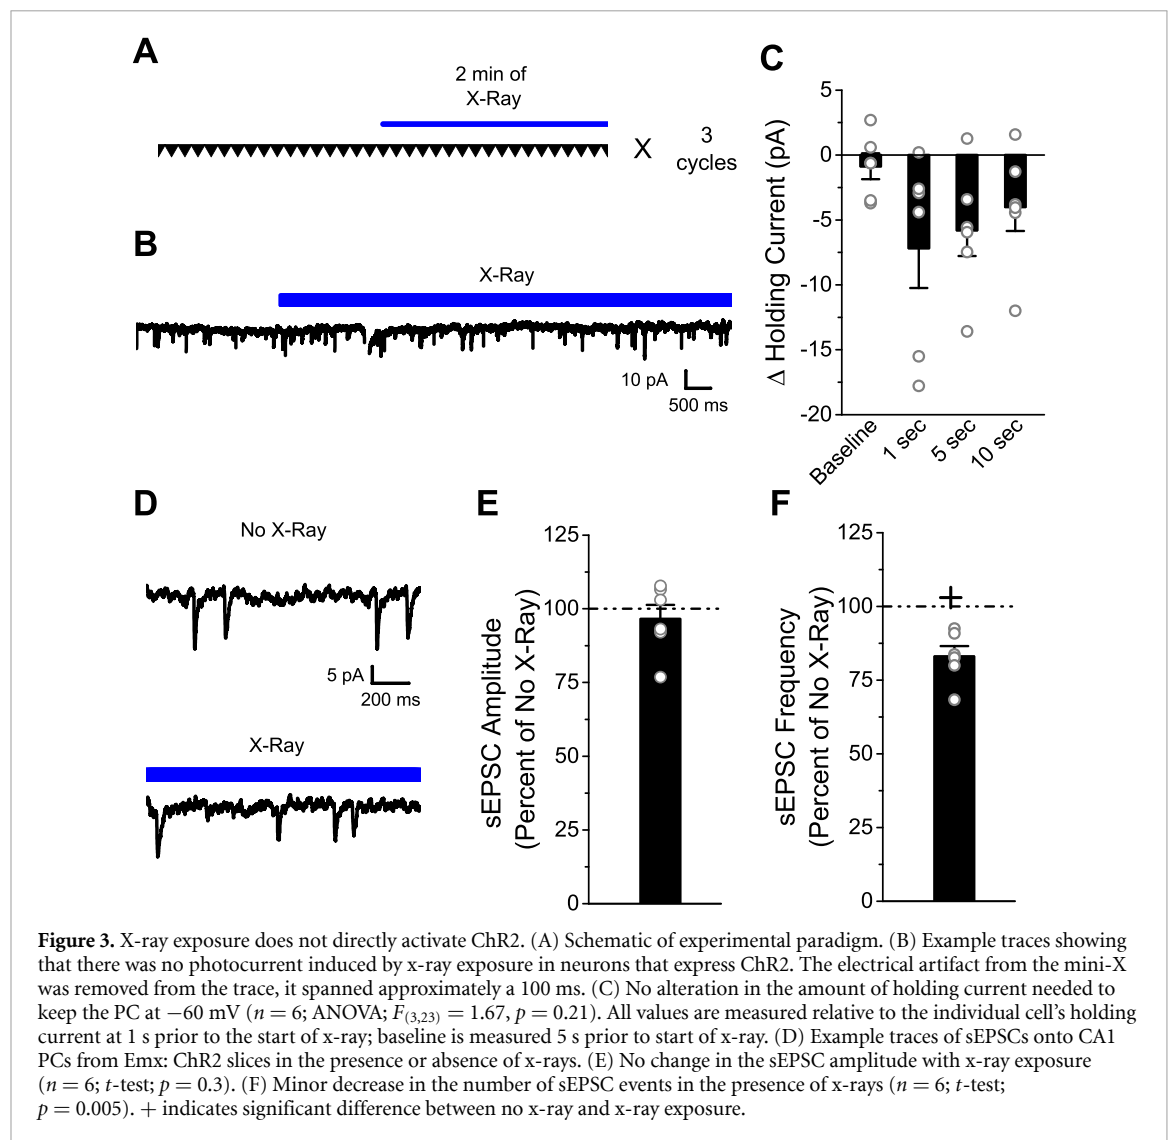 A
2 min of
X-Ray
X
3
cycles
B
X-Ray
10 pA
500 ms
C
Δ Holding Current (pA)
5
0
-5
-10
-15
-20
Baseline
1 sec
5 sec
10 sec
D
No X-Ray
5 pA
200 ms
X-Ray
E
sEPSC Amplitude
(Percent of No X-Ray)
125
100
75
50
25
0
F
sEPSC Frequency
(Percent of No X-Ray)
125
100
75
50
25
0
+
Figure 3. X-ray exposure does not directly activate ChR2. (A) Schematic of experimental paradigm. (B) Example traces showing
that there was no photocurrent induced by x-ray exposure in neurons that express ChR2. The electrical artifact from the mini-X
was removed from the trace, it spanned approximately a 100 ms. (C) No alteration in the amount of holding current needed to
keep the PC at −60 mV (n = 6; ANOVA; F(3,23) = 1.67, p = 0.21). All values are measured relative to the individual cell's holding
current at 1 s prior to the start of x-ray; baseline is measured 5 s prior to start of x-ray. (D) Example traces of sEPSCs onto CA1
PCs from Emx: ChR2 slices in the presence or absence of x-rays. (E) No change in the sEPSC amplitude with x-ray exposure
(n = 6; t-test; p = 0.3). (F) Minor decrease in the number of sEPSC events in the presence of x-rays (n = 6; t-test;
p = 0.005). + indicates significant difference between no x-ray and x-ray exposure.